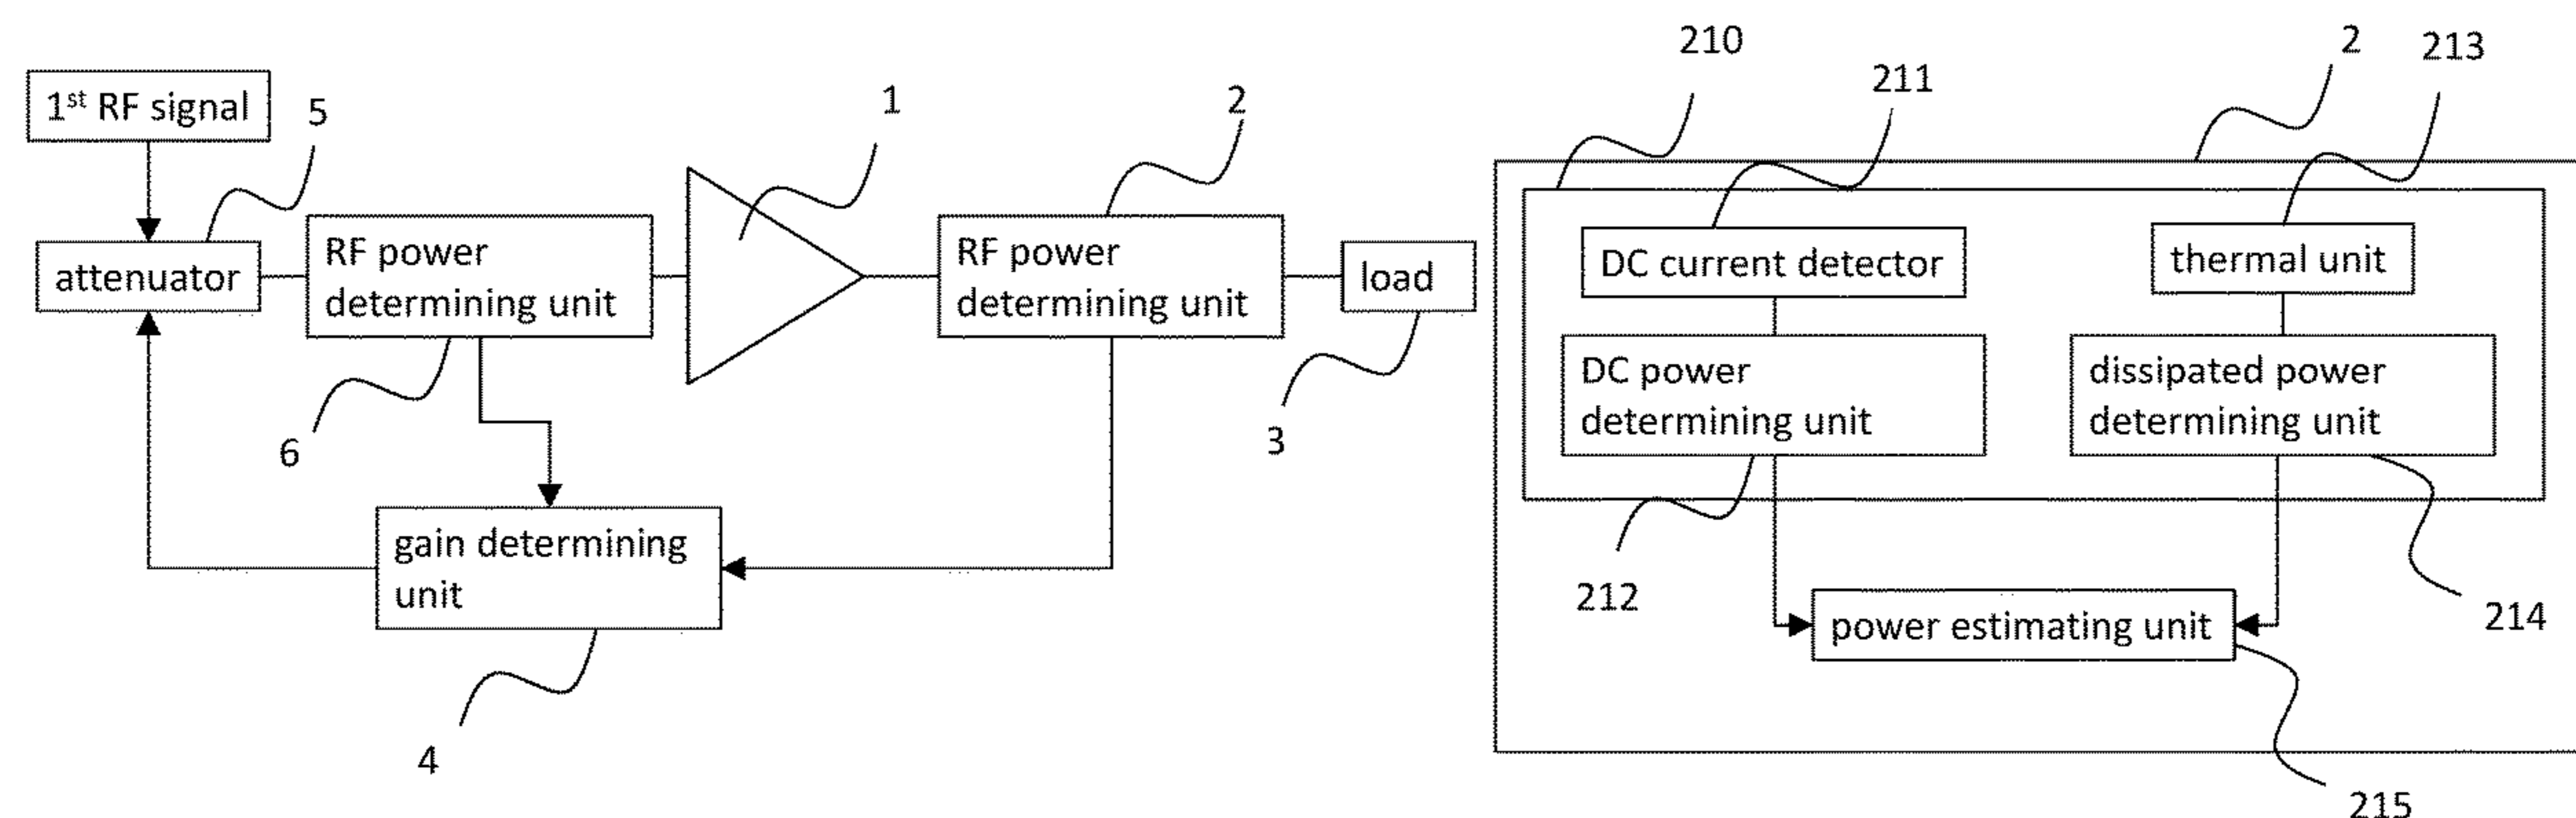 1st RF signal
5
attenuator
RF power
determining unit
6
1
2
RF power
determining unit
load
3
gain determining
unit
4
210
211
2
213
DC current detector
thermal unit
DC power
determining unit
dissipated power
determining unit
212
214
power estimating unit
215